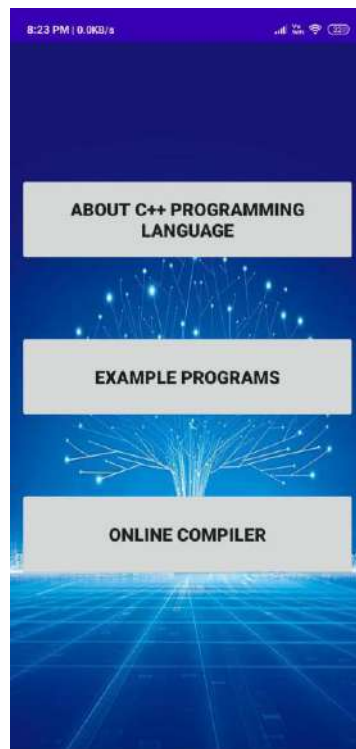 8:23 PM | 0.0KB/s
ABOUT C++ PROGRAMMING
LANGUAGE
EXAMPLE PROGRAMS
ONLINE COMPILER